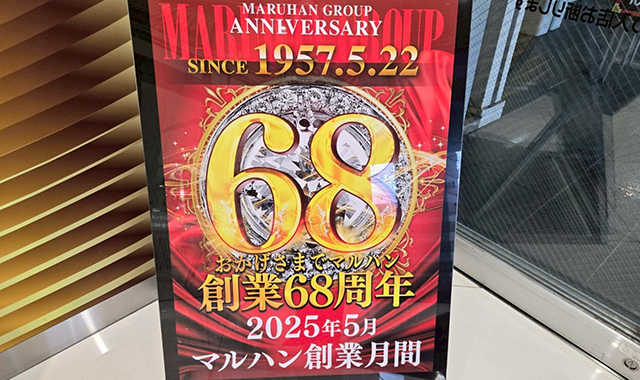 MARUHAN GROUP
MARUHAN GROUP
ANNIVERSARY
SINCE 1957.5.22
68
おかげさまでマルハン
創業68周年
2025年5月
マルハン創業月間